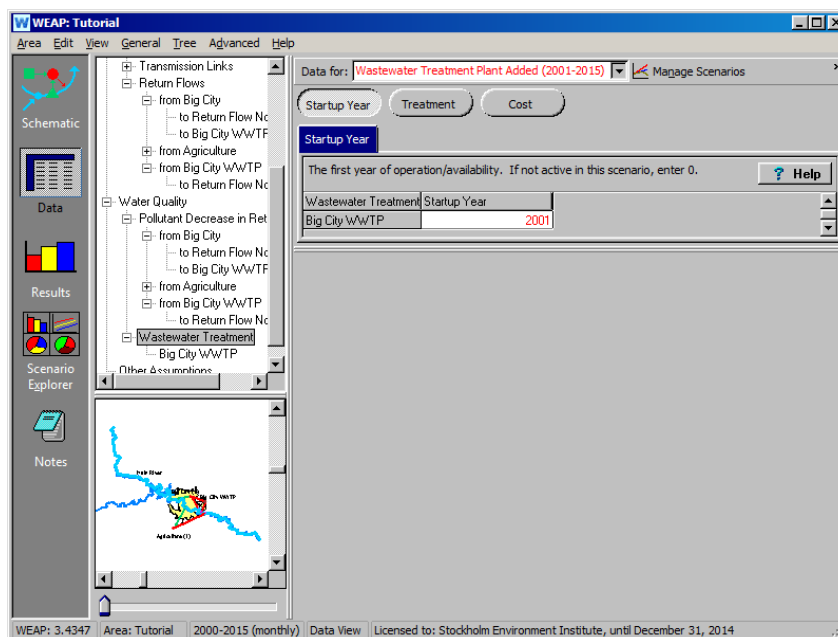 WEAP: Tutorial
Area Edit View General Tree Advanced Help
Schematic
Data
Results
Scenario
Explorer
Notes
Transmission Links
Return Flows
from Big City
to Return Flow No
to Big City WWTP
from Agriculture
from Big City WWTP
to Return Flow No
Water Quality
Pollutant Decrease in Ret
from Big City
to Return Flow No
to Big City WWTP
from Agriculture
from Big City WWTP
to Return Flow No
Wastewater Treatment
Big City WWTP
Other Assumptions
Main River
Big City WWTP
Agriculture (1)
Data for: Wastewater Treatment Plant Added (2001-2015) Manage Scenarios
Startup Year Treatment Cost
Startup Year
The first year of operation/availability. If not active in this scenario, enter 0.
? Help
Wastewater Treatment Startup Year
Big City WWTP 2001
WEAP: 3.4347 Area: Tutorial 2000-2015 (monthly) Data View Licensed to: Stockholm Environment Institute, until December 31, 2014